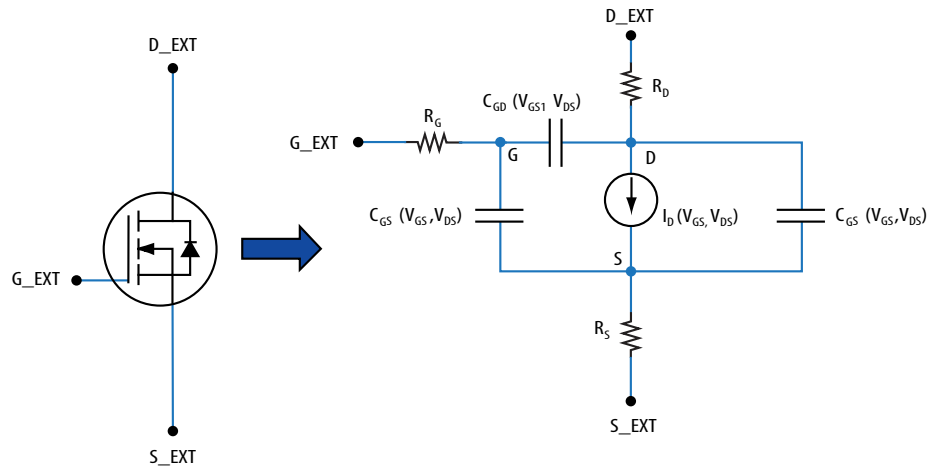 D_EXT
G_EXT
S_EXT
D_EXT
R_D
C_GD (V_GS1 V_DS)
R_G
G_EXT
G
D
C_GS (V_GS,V_DS)
I_D (V_GS, V_DS)
C_GS (V_GS,V_DS)
S
R_S
S_EXT